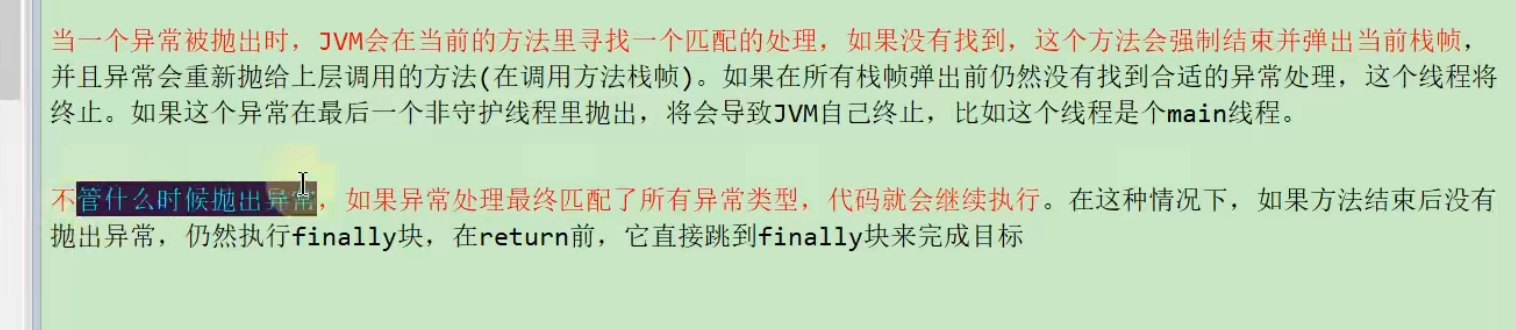 当一个异常被抛出时，JVM会在当前的方法里寻找一个匹配的处理，如果没有找到，这个方法会强制结束并弹出当前栈帧，
并且异常会重新抛给上层调用的方法(在调用方法栈帧)。如果在所有栈帧弹出前仍然没有找到合适的异常处理，这个线程将
终止。如果这个异常在最后一个非守护线程里抛出，将会导致JVM自己终止，比如这个线程是个main线程。
不管什么时候抛出异常，如果异常处理最终匹配了所有异常类型，代码就会继续执行。在这种情况下，如果方法结束后没有
抛出异常，仍然执行finally块，在return前，它直接跳到finally块来完成目标